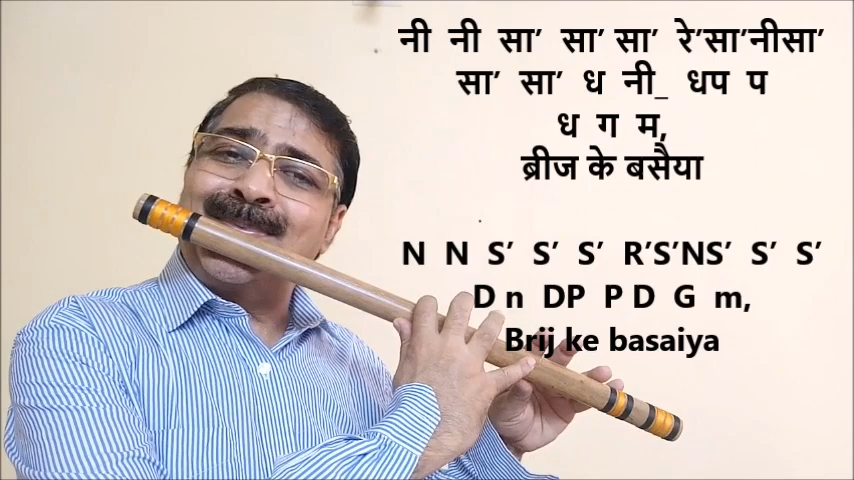 नी नी सा’ सा’ सा’ रे’सा’नीसा’
सा’ सा’ ध नी_ धप प
ध ग म,
ब्रीज के बसैया
N N S’ S’ S’ R’S’NS’ S’ S’
D n DP P D G m,
Brij ke basaiya